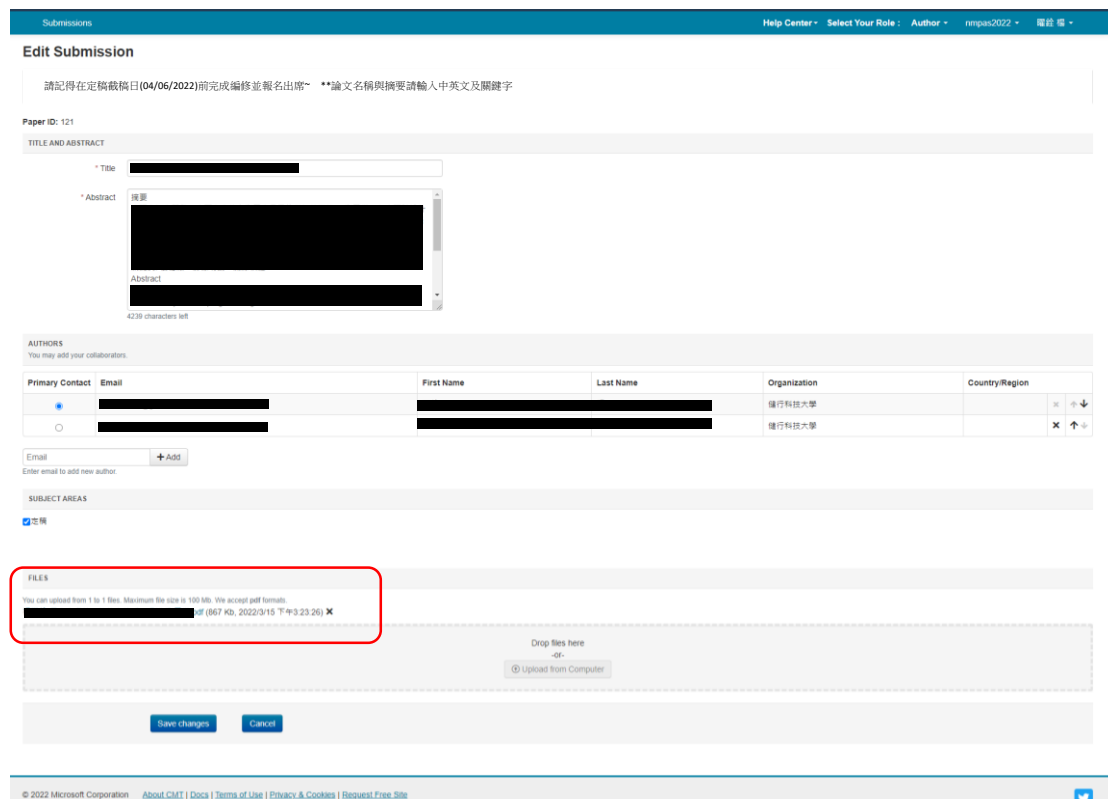 Submissions Help Center Select Your Role : Author nmpas2022
Edit Submission
請記得在定稿截稿日(04/06/2022)前完成編修並報名出席~ **論文名稱與摘要請輸入中英文及關鍵字
Paper ID: 121
TITLE AND ABSTRACT
* Title
* Abstract 摘要
Abstract
4239 characters left
AUTHORS
You may add your collaborators.
Primary Contact Email First Name Last Name Organization Country/Region
健行科技大學
健行科技大學
Email + Add
Enter email to add new author.
SUBJECT AREAS
定稿
FILES
You can upload from 1 to 1 files. Maximum file size is 100 Mb. We accept pdf formats.
pdf (867 Kb, 2022/3/15 下午3:23:26) ✕
Drop files here
-or-
Upload from Computer
Save changes Cancel
© 2022 Microsoft Corporation About CMT | Docs | Terms of Use | Privacy & Cookies | Request Free Site